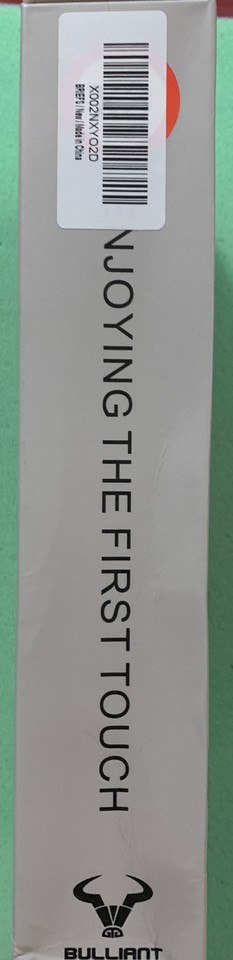 X002NXYO2D
BRIEFS / New / Made in China
NJOYING THE FIRST TOUCH
BULLIANT